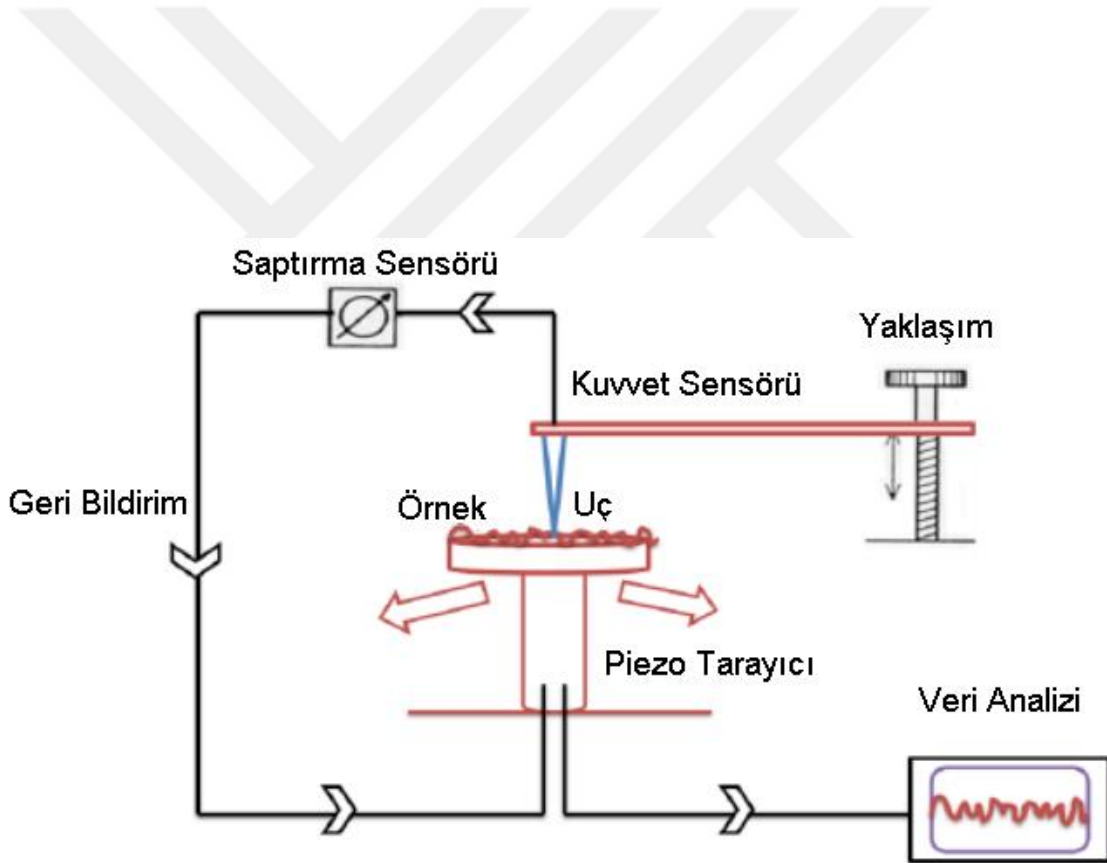 Saptırma Sensörü
Yaklaşım
Kuvvet Sensörü
Geri Bildirim
Örnek
Uç
Piezo Tarayıcı
Veri Analizi